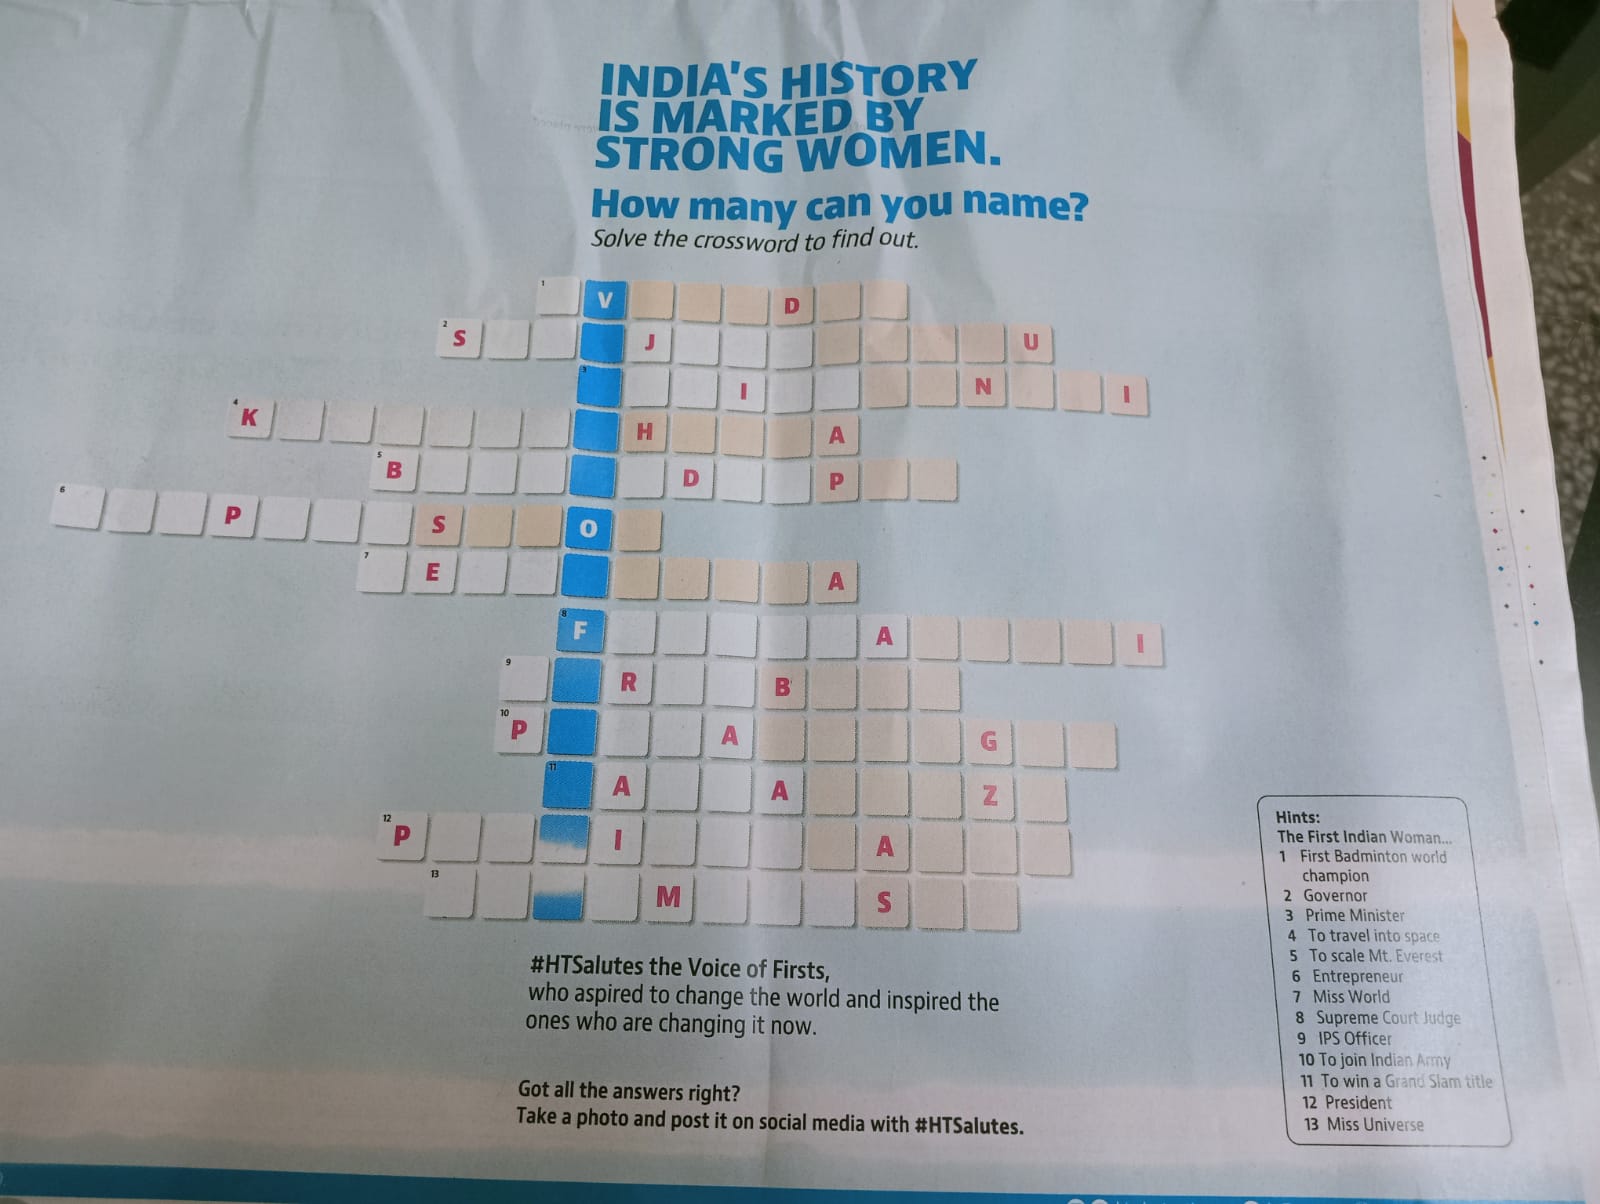 INDIA'S HISTORY
IS MARKED BY
STRONG WOMEN.
How many can you name?
Solve the crossword to find out.
1 V D
2 S J U
3 I N I
4 K H A
5 B D P
6 P S O
7 E A
8 F A I
9 R B
10 P A G
11 A A Z
12 P I A
13 M S
#HTSalutes the Voice of Firsts,
who aspired to change the world and inspired the
ones who are changing it now.
Got all the answers right?
Take a photo and post it on social media with #HTSalutes.
Hints:
The First Indian Woman...
1 First Badminton world
champion
2 Governor
3 Prime Minister
4 To travel into space
5 To scale Mt. Everest
6 Entrepreneur
7 Miss World
8 Supreme Court Judge
9 IPS Officer
10 To join Indian Army
11 To win a Grand Slam title
12 President
13 Miss Universe